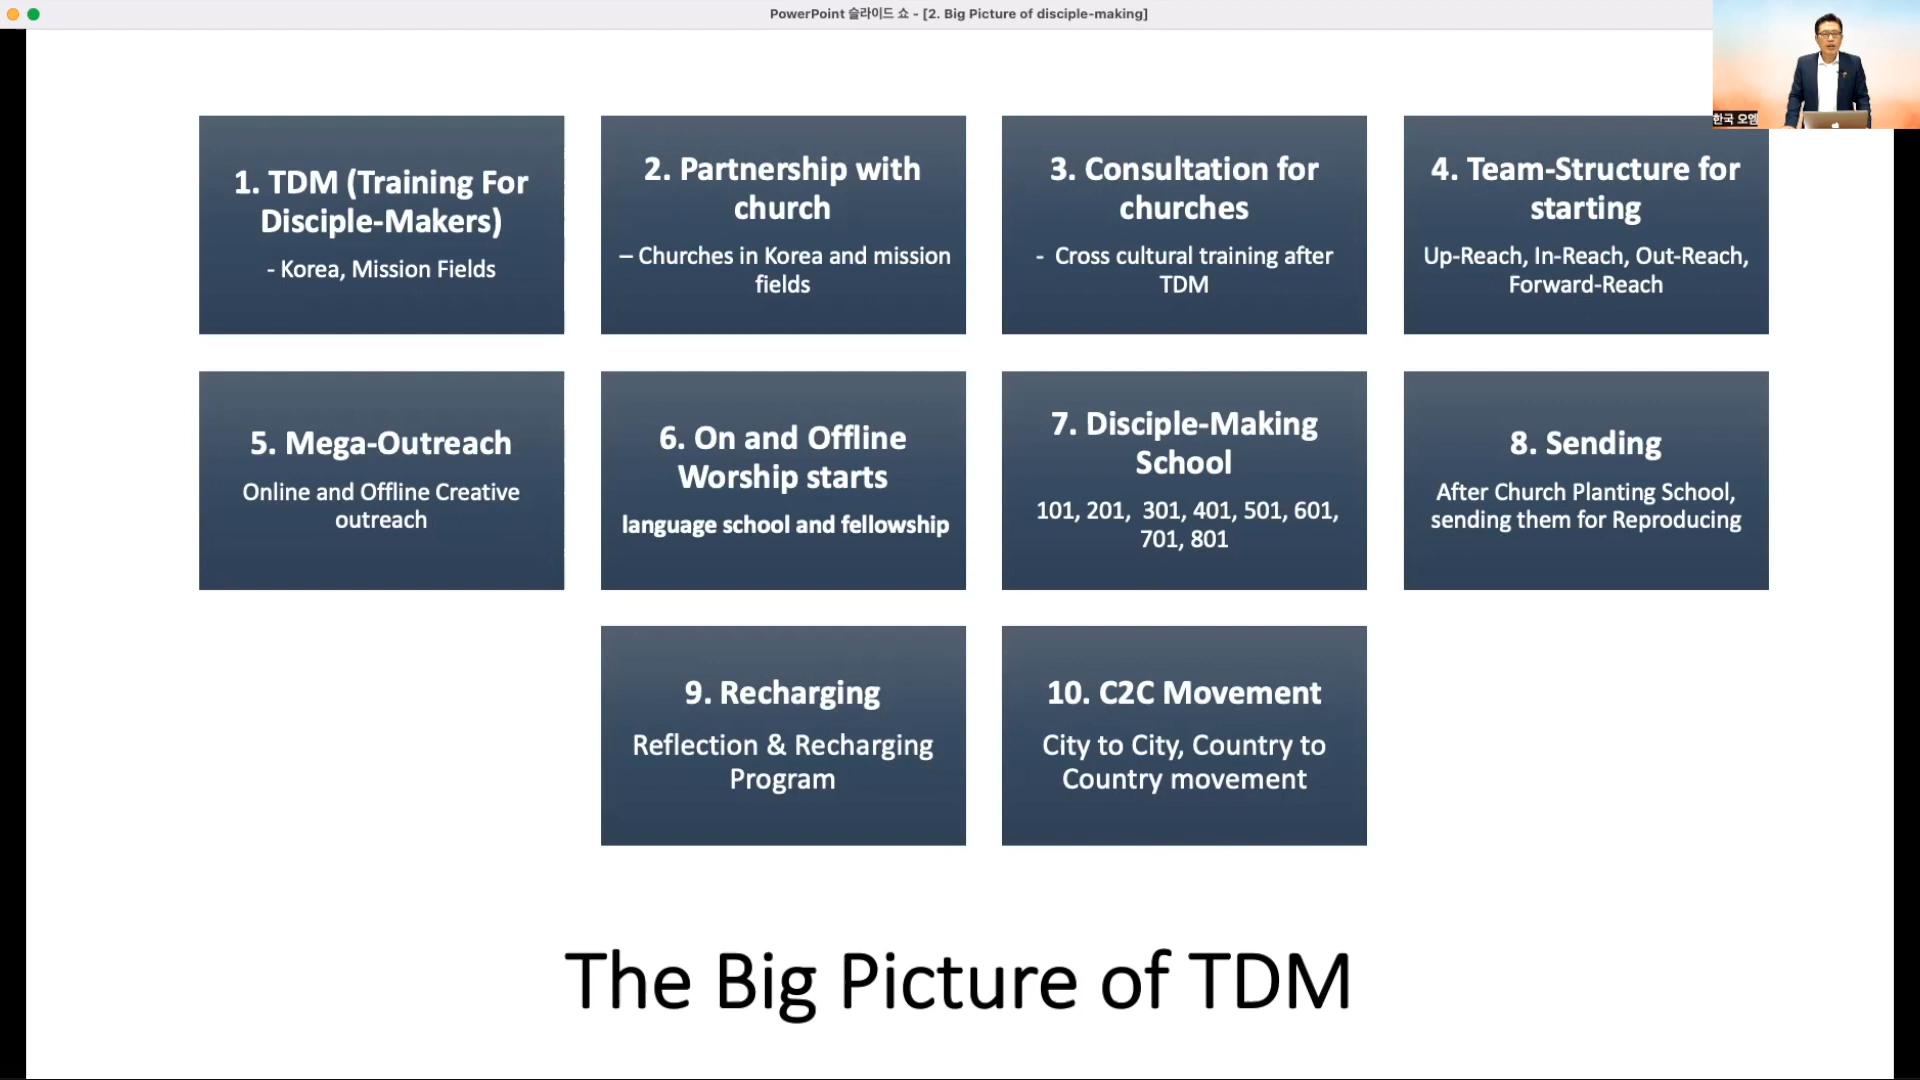 PowerPoint 슬라이드 쇼 - [2. Big Picture of disciple-making]
한국 오엠
1. TDM (Training For
Disciple-Makers)
- Korea, Mission Fields
2. Partnership with
church
– Churches in Korea and mission
fields
3. Consultation for
churches
- Cross cultural training after
TDM
4. Team-Structure for
starting
Up-Reach, In-Reach, Out-Reach,
Forward-Reach
5. Mega-Outreach
Online and Offline Creative
outreach
6. On and Offline
Worship starts
language school and fellowship
7. Disciple-Making
School
101, 201, 301, 401, 501, 601,
701, 801
8. Sending
After Church Planting School,
sending them for Reproducing
9. Recharging
Reflection & Recharging
Program
10. C2C Movement
City to City, Country to
Country movement
The Big Picture of TDM